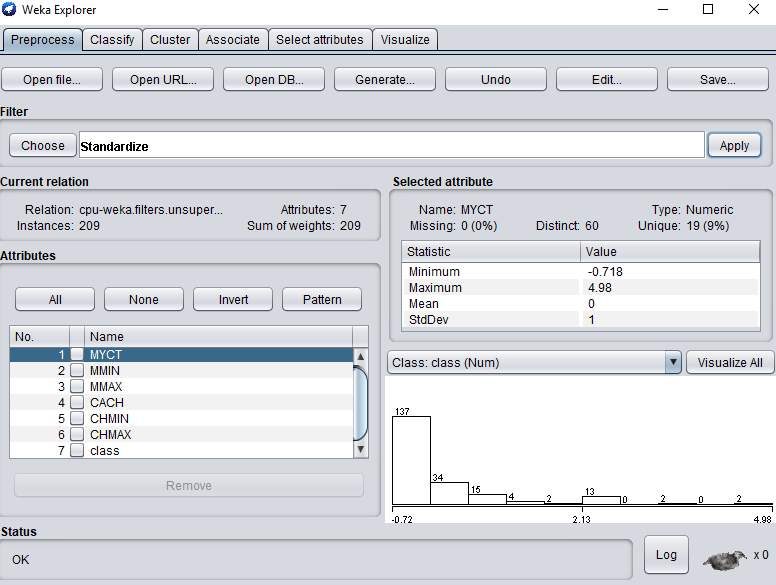 Weka Explorer
Preprocess Classify Cluster Associate Select attributes Visualize
Open file... Open URL... Open DB... Generate... Undo Edit... Save...
Filter
Choose Standardize Apply
Current relation
Relation: cpu-weka.filters.unsuper... Attributes: 7
Instances: 209 Sum of weights: 209
Selected attribute
Name: MYCT Type: Numeric
Missing: 0 (0%) Distinct: 60 Unique: 19 (9%)
Statistic Value
Minimum -0.718
Maximum 4.98
Mean 0
StdDev 1
Attributes
All None Invert Pattern
No. Name
1 MYCT
2 MMIN
3 MMAX
4 CACH
5 CHMIN
6 CHMAX
7 class
Remove
Class: class (Num) Visualize All
137
34
15
4
2
13
0
2
0
2
-0.72 2.13 4.98
Status
OK
Log x 0